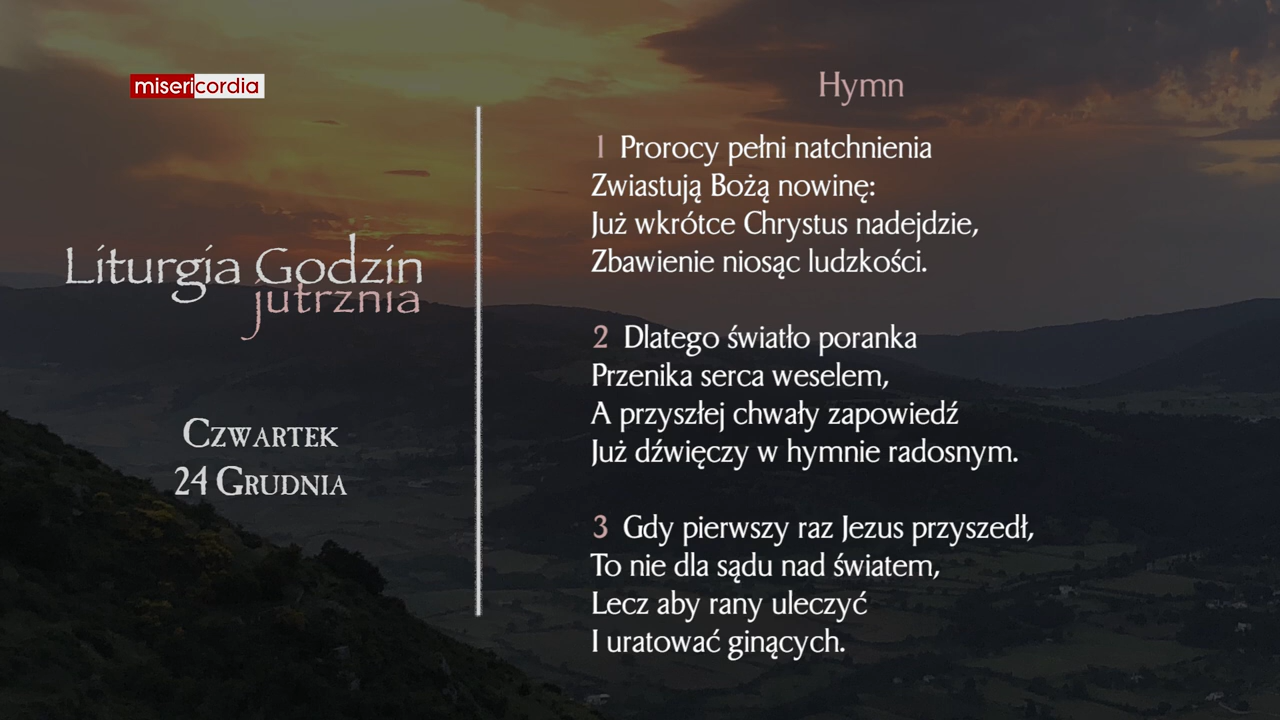 misericordia
Liturgia Godzin
jutrznia
Czwartek
24 Grudnia
Hymn
1 Prorocy pełni natchnienia
Zwiastują Bożą nowinę:
Już wkrótce Chrystus nadejdzie,
Zbawienie niosąc ludzkości.
2 Dlatego światło poranka
Przenika serca weselem,
A przyszłej chwały zapowiedź
Już dźwięczy w hymnie radosnym.
3 Gdy pierwszy raz Jezus przyszedł,
To nie dla sądu nad światem,
Lecz aby rany uleczyć
I uratować ginących.